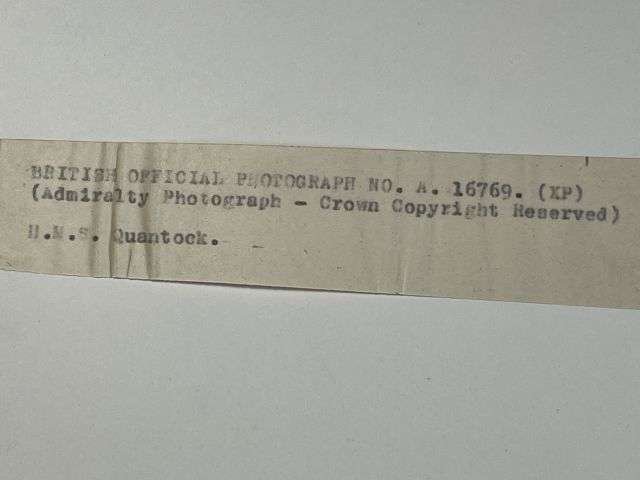 BRITISH OFFICIAL PHOTOGRAPH NO. A. 16769. (XP)
(Admiralty Photograph - Crown Copyright Reserved)
H.M.S. Quantock.